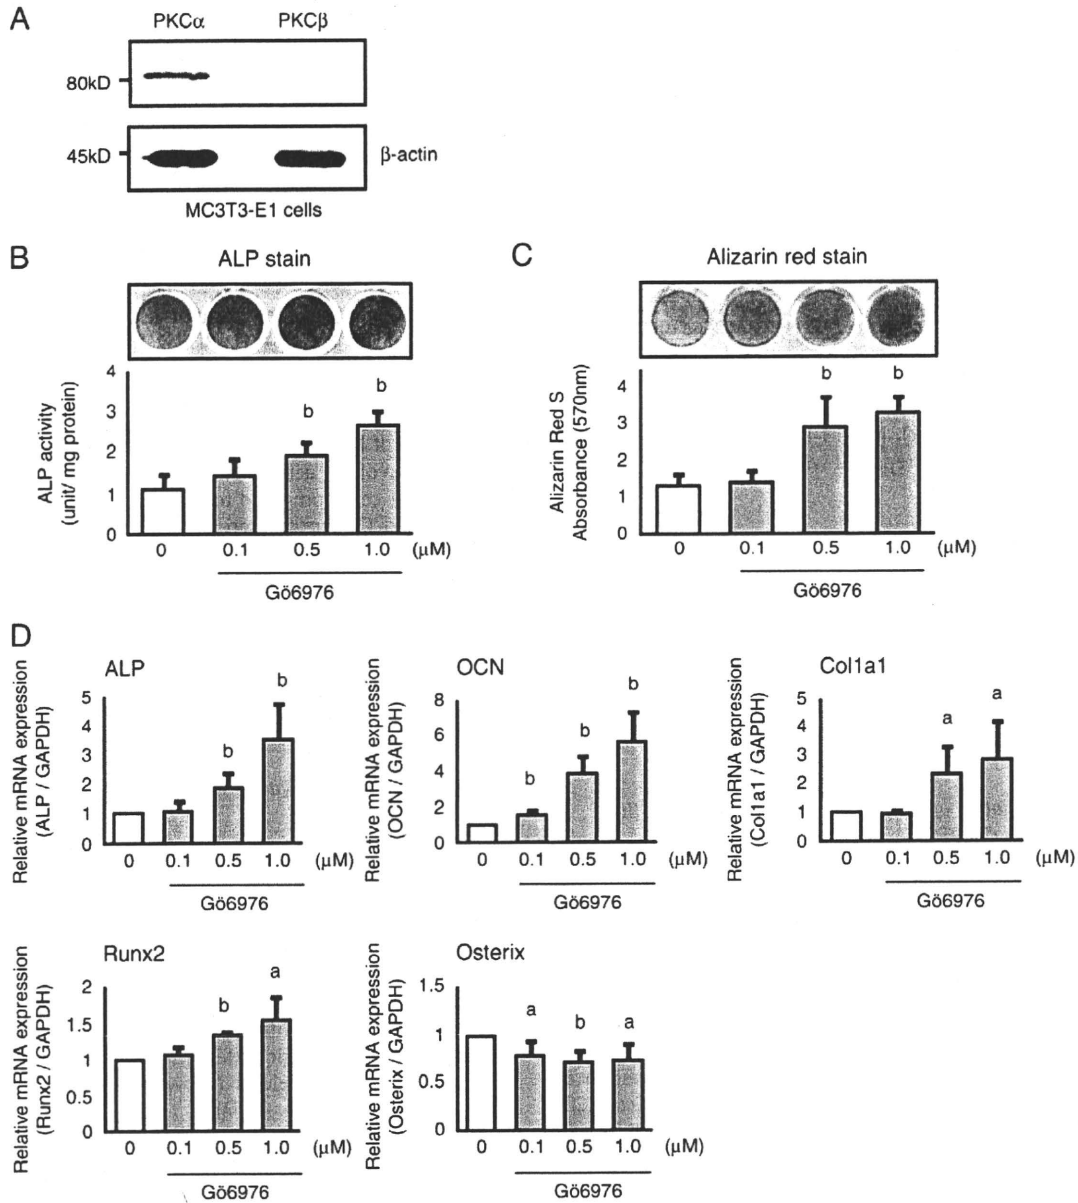 A
PKCα PKCβ
80kD
45kD
β-actin
MC3T3-E1 cells
B
ALP stain
ALP activity
(unit/ mg protein)
4
3
2
1
0
b
b
0 0.1 0.5 1.0 (μM)
Gö6976
C
Alizarin red stain
Alizarin Red S
Absorbance (570nm)
4
3
2
1
0
b
b
0 0.1 0.5 1.0 (μM)
Gö6976
D
ALP
Relative mRNA expression
(ALP / GAPDH)
5
4
3
2
1
0
b
b
0 0.1 0.5 1.0 (μM)
Gö6976
OCN
Relative mRNA expression
(OCN / GAPDH)
8
6
4
2
0
b
b
b
0 0.1 0.5 1.0 (μM)
Gö6976
Col1a1
Relative mRNA expression
(Col1a1 / GAPDH)
5
4
3
2
1
0
a
a
0 0.1 0.5 1.0 (μM)
Gö6976
Runx2
Relative mRNA expression
(Runx2 / GAPDH)
2
1.5
1
0.5
0
b
a
0 0.1 0.5 1.0 (μM)
Gö6976
Osterix
Relative mRNA expression
(Osterix / GAPDH)
1.5
1
0.5
0
a
b
a
0 0.1 0.5 1.0 (μM)
Gö6976